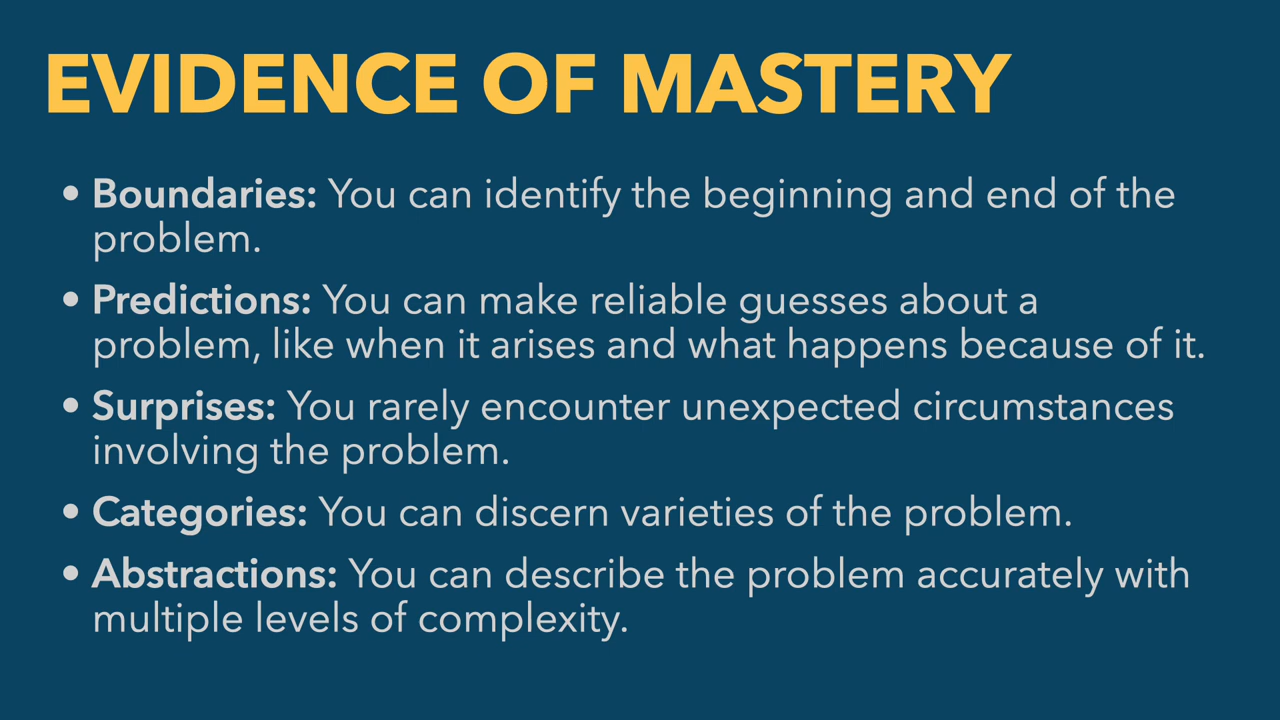 EVIDENCE OF MASTERY
• Boundaries: You can identify the beginning and end of the
problem.
• Predictions: You can make reliable guesses about a
problem, like when it arises and what happens because of it.
• Surprises: You rarely encounter unexpected circumstances
involving the problem.
• Categories: You can discern varieties of the problem.
• Abstractions: You can describe the problem accurately with
multiple levels of complexity.